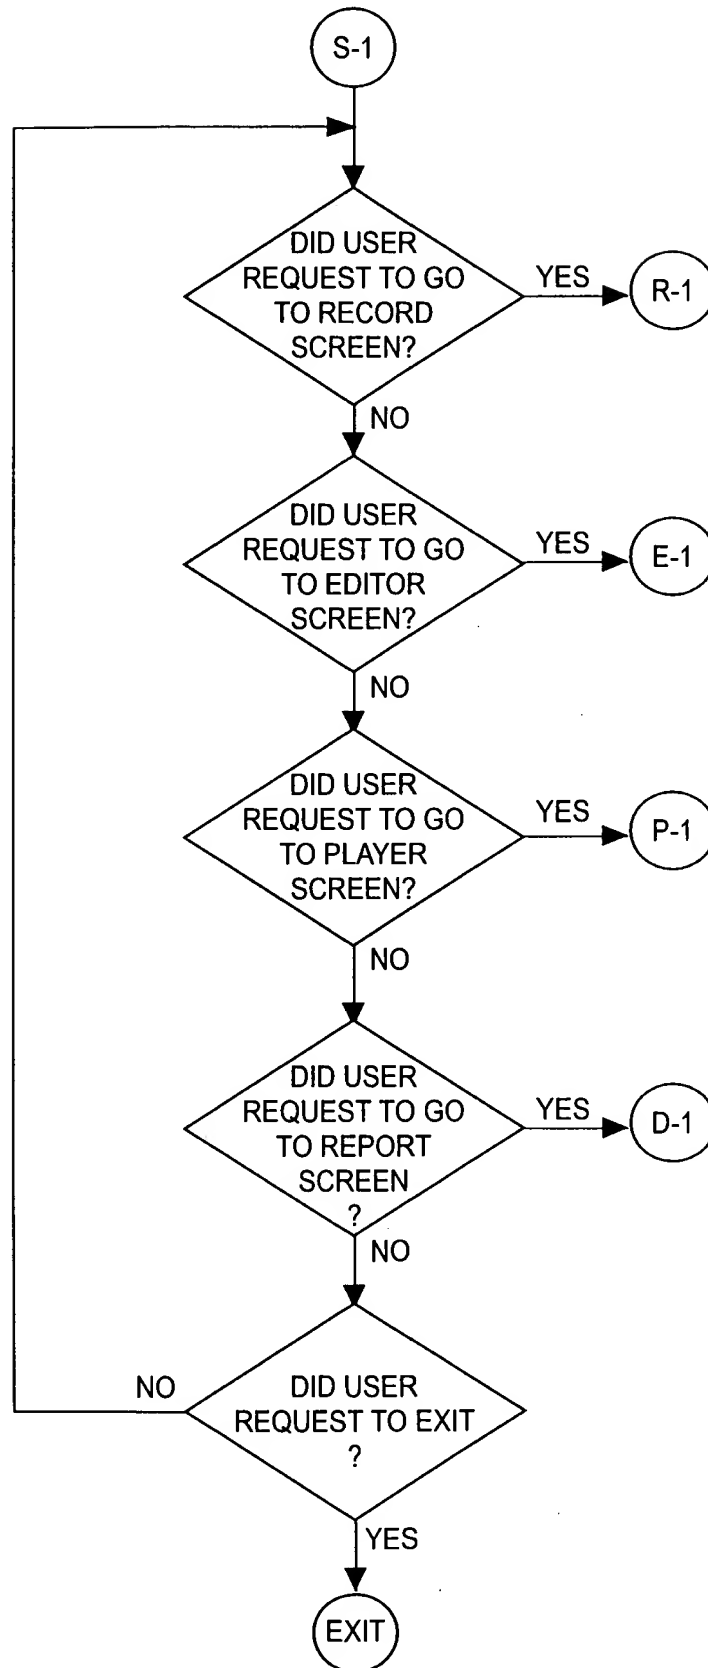 S-1
DID USER
REQUEST TO GO
TO RECORD
SCREEN?
YES
R-1
NO
DID USER
REQUEST TO GO
TO EDITOR
SCREEN?
YES
E-1
NO
DID USER
REQUEST TO GO
TO PLAYER
SCREEN?
YES
P-1
NO
DID USER
REQUEST TO GO
TO REPORT
SCREEN
?
YES
D-1
NO
DID USER
REQUEST TO EXIT
?
NO
YES
EXIT